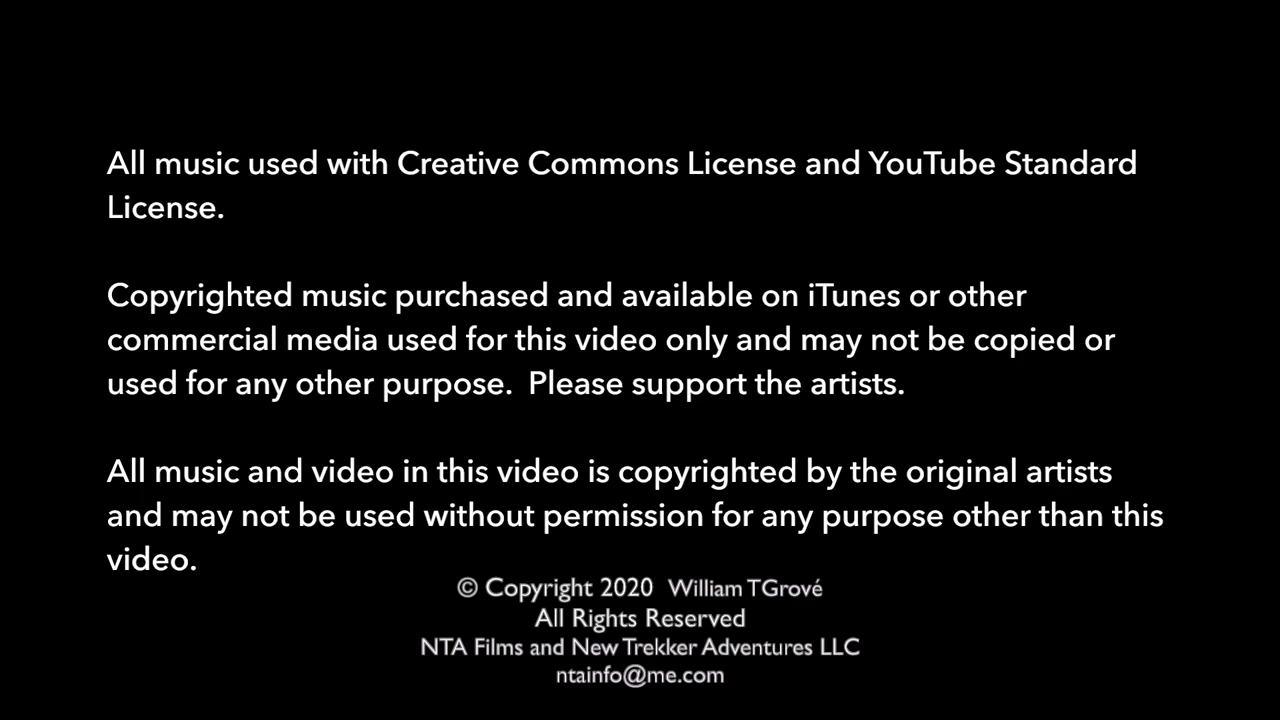 All music used with Creative Commons License and YouTube Standard
License.
Copyrighted music purchased and available on iTunes or other
commercial media used for this video only and may not be copied or
used for any other purpose.  Please support the artists.
All music and video in this video is copyrighted by the original artists
and may not be used without permission for any purpose other than this
video.
© Copyright 2020  William TGrové
All Rights Reserved
NTA Films and New Trekker Adventures LLC
ntainfo@me.com